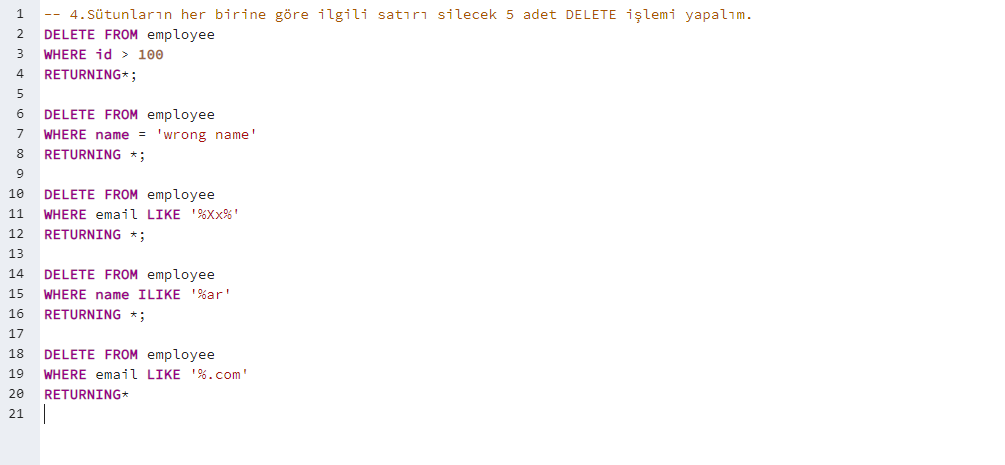 1 -- 4.Sütunların her birine göre ilgili satırı silecek 5 adet DELETE işlemi yapalım.
2 DELETE FROM employee
3 WHERE id > 100
4 RETURNING*;
5
6 DELETE FROM employee
7 WHERE name = 'wrong name'
8 RETURNING *;
9
10 DELETE FROM employee
11 WHERE email LIKE '%Xx%'
12 RETURNING *;
13
14 DELETE FROM employee
15 WHERE name ILIKE '%ar'
16 RETURNING *;
17
18 DELETE FROM employee
19 WHERE email LIKE '%.com'
20 RETURNING*
21